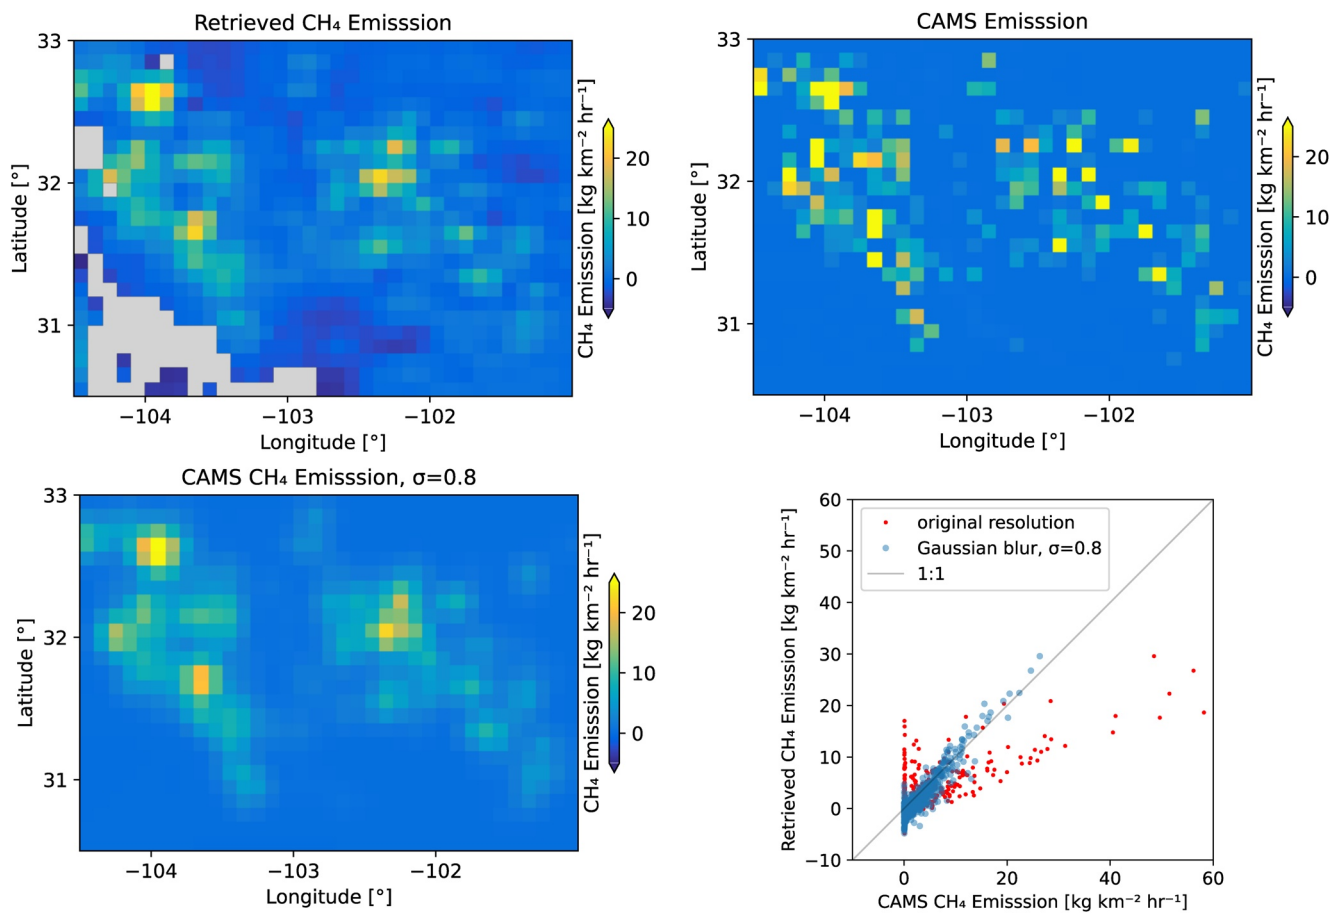 Retrieved CH₄ Emisssion
33
32
31
Latitude [°]
−104
−103
−102
Longitude [°]
20
10
0
CH₄ Emisssion [kg km⁻² hr⁻¹]
CAMS Emisssion
33
32
31
Latitude [°]
−104
−103
−102
Longitude [°]
20
10
0
CH₄ Emisssion [kg km⁻² hr⁻¹]
CAMS CH₄ Emisssion, σ=0.8
33
32
31
Latitude [°]
−104
−103
−102
Longitude [°]
20
10
0
CH₄ Emisssion [kg km⁻² hr⁻¹]
60
50
40
30
20
10
0
−10
Retrieved CH₄ Emisssion [kg km⁻² hr⁻¹]
original resolution
Gaussian blur, σ=0.8
1:1
0
20
40
60
CAMS CH₄ Emisssion [kg km⁻² hr⁻¹]